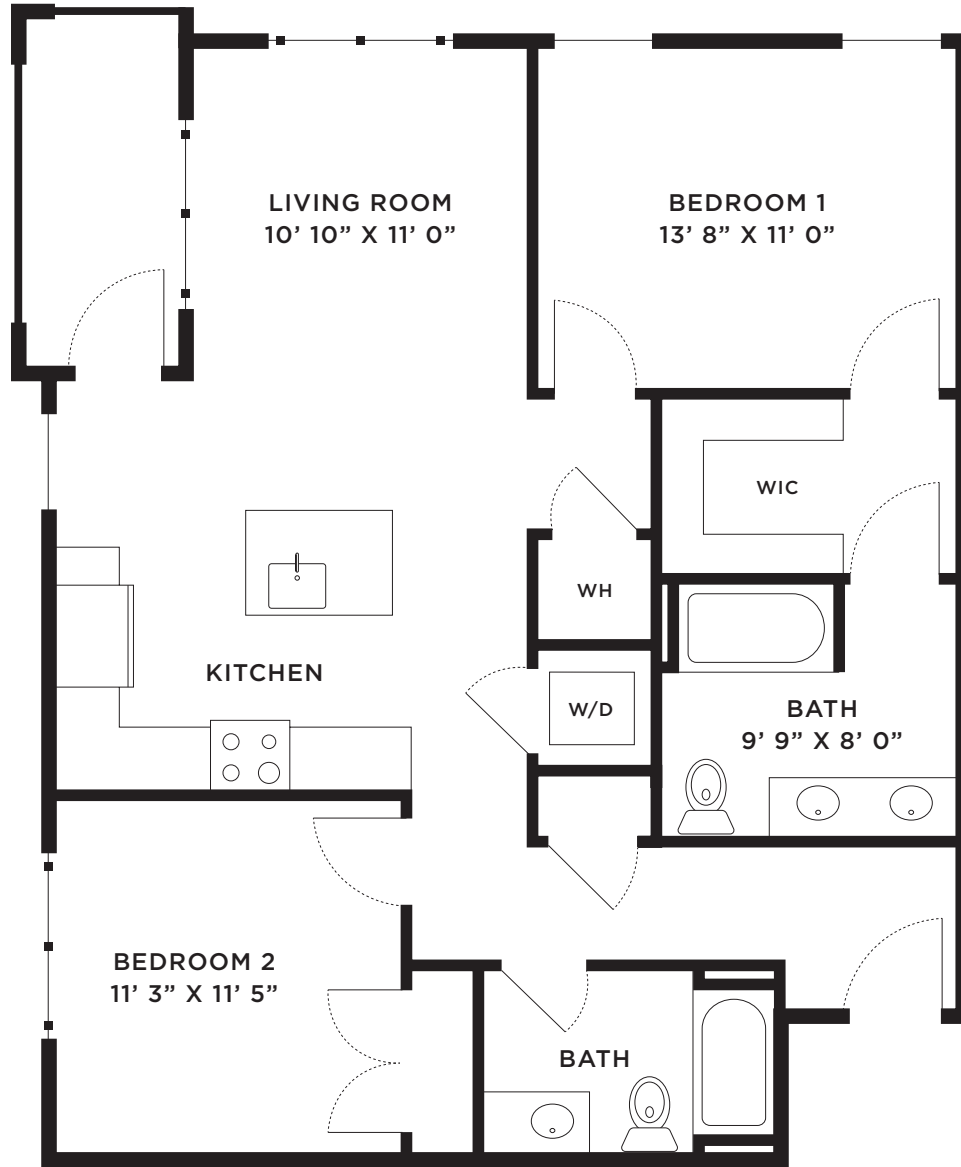 LIVING ROOM
10’ 10” X 11’ 0”
BEDROOM 1
13’ 8” X 11’ 0”
WIC
WH
KITCHEN
W/D
BATH
9’ 9” X 8’ 0”
BEDROOM 2
11’ 3” X 11’ 5”
BATH